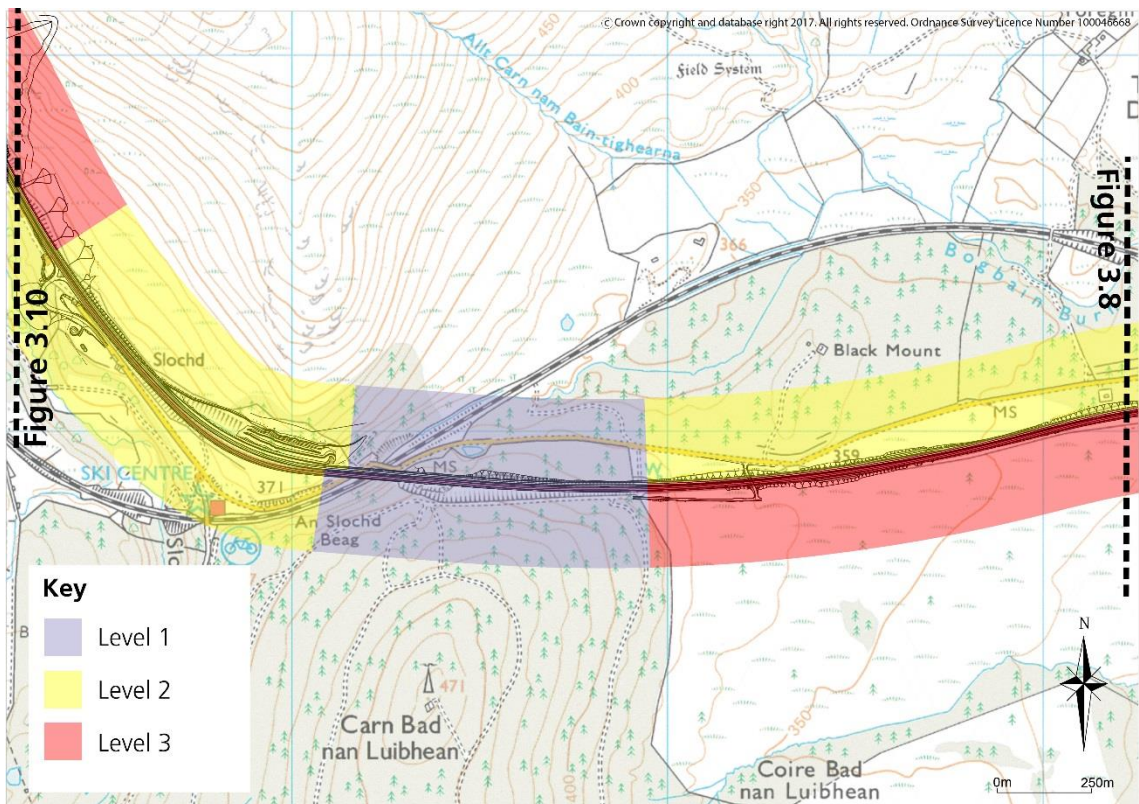 © Crown copyright and database right 2017. All rights reserved. Ordnance Survey Licence Number 100046668
450
400
Field System
Allt Carn nam Bain-tighearna
350
366
Figure 3.8
Bogbain Burn
Black Mount
Figure 3.10
Slochd
MS
359
MS
SKI CENTRE
371
An Slochd
Beag
Slo
Key
Level 1
Level 2
Level 3
471
Carn Bad
nan Luibhean
400
350
Coire Bad
nan Luibhean
N
0m
250m